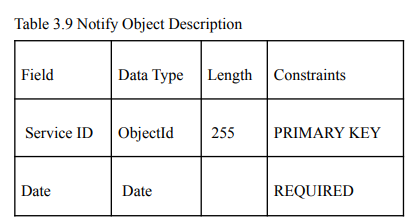 Table 3.9 Notify Object Description
Field Data Type Length Constraints
Service ID ObjectId 255 PRIMARY KEY
Date Date REQUIRED